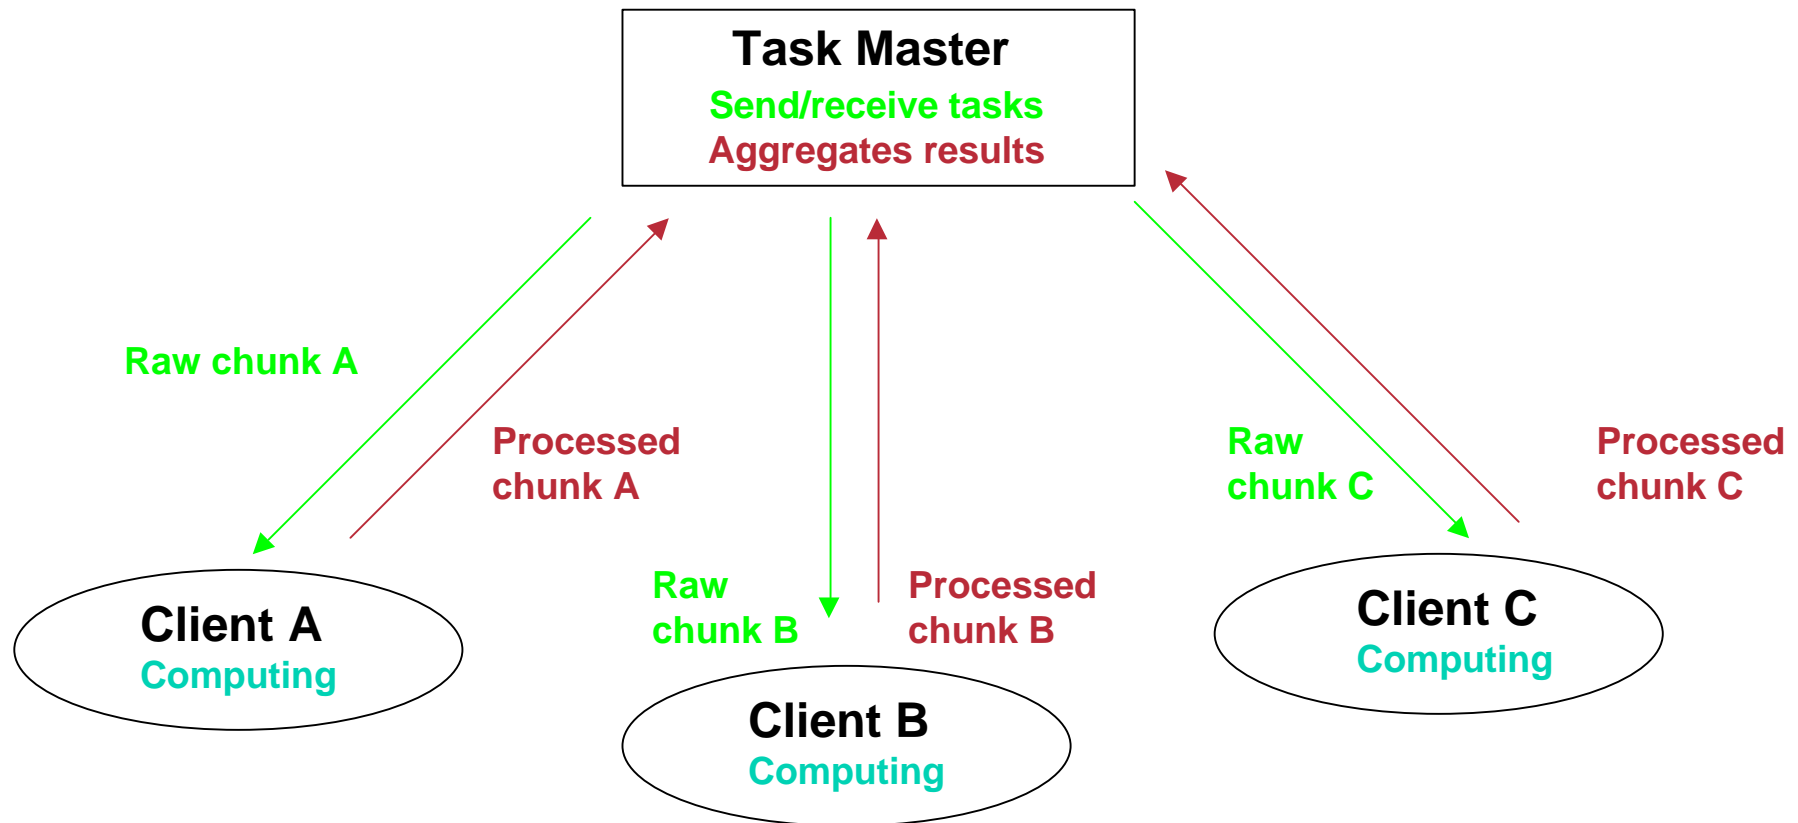 Task Master
Send/receive tasks
Aggregates results
Raw chunk A
Processed
chunk A
Raw
chunk B
Processed
chunk B
Raw
chunk C
Processed
chunk C
Client A
Computing
Client B
Computing
Client C
Computing